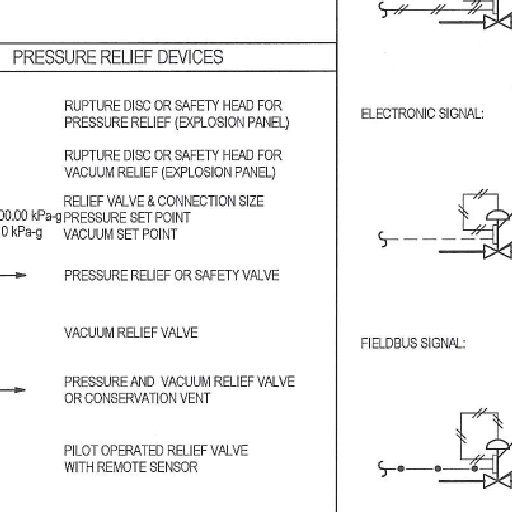 PRESSURE RELIEF DEVICES
RUPTURE DISC OR SAFETY HEAD FOR
PRESSURE RELIEF (EXPLOSION PANEL)
RUPTURE DISC OR SAFETY HEAD FOR
VACUUM RELIEF (EXPLOSION PANEL)
RELIEF VALVE & CONNECTION SIZE
00.00 kPa-g PRESSURE SET POINT
0 kPa-g VACUUM SET POINT
PRESSURE RELIEF OR SAFETY VALVE
VACUUM RELIEF VALVE
PRESSURE AND VACUUM RELIEF VALVE
OR CONSERVATION VENT
PILOT OPERATED RELIEF VALVE
WITH REMOTE SENSOR
ELECTRONIC SIGNAL:
FIELDBUS SIGNAL: